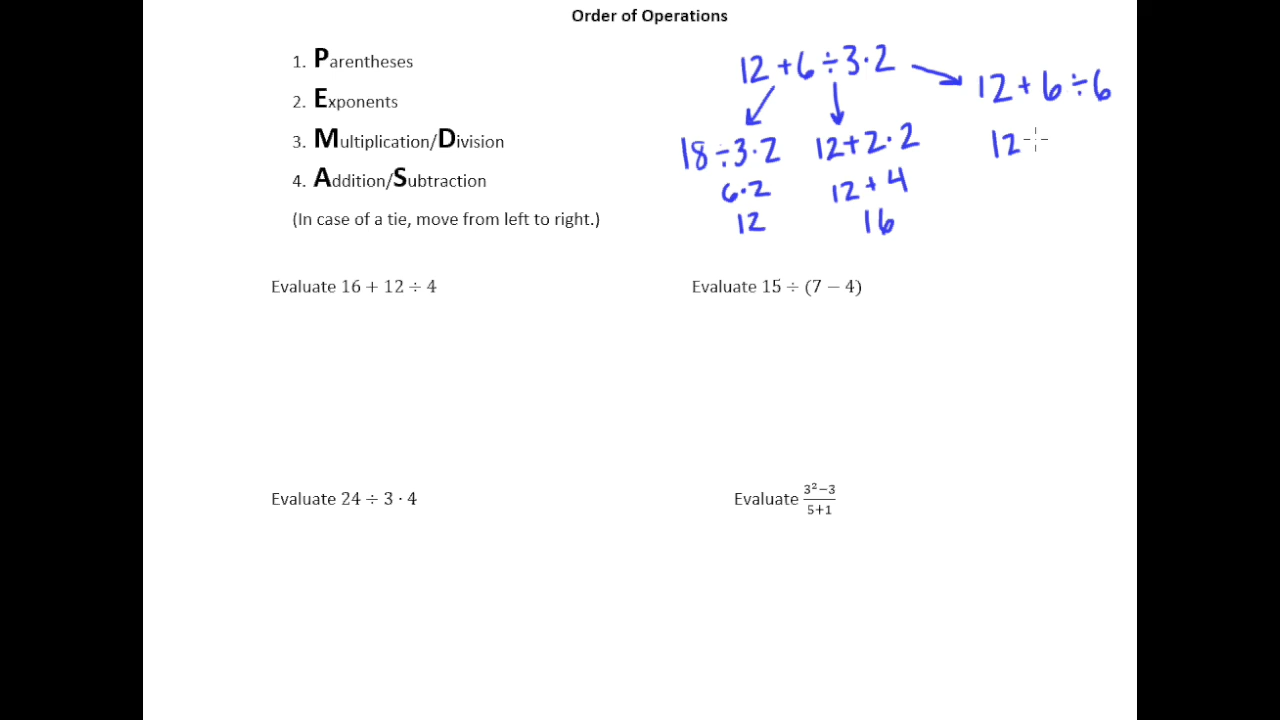 Order of Operations
1. Parentheses
2. Exponents
3. Multiplication/Division
4. Addition/Subtraction
(In case of a tie, move from left to right.)
12 + 6 ÷ 3 · 2
18 ÷ 3 · 2
6 · 2
12
12 + 2 · 2
12 + 4
16
12 + 6 ÷ 6
12
Evaluate 16 + 12 ÷ 4
Evaluate 15 ÷ (7 − 4)
Evaluate 24 ÷ 3 · 4
Evaluate 3² − 3
5 + 1